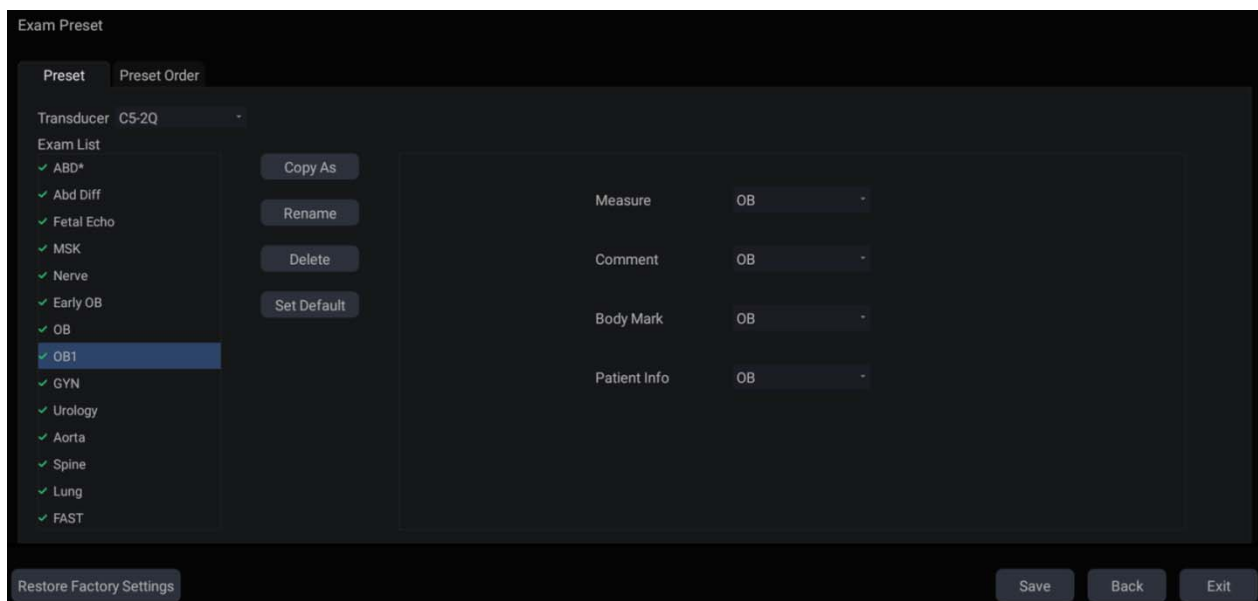 Exam Preset
Preset
Preset Order
Transducer C5-2Q
Exam List
ABD*
Abd Diff
Fetal Echo
MSK
Nerve
Early OB
OB
OB1
GYN
Urology
Aorta
Spine
Lung
FAST
Copy As
Rename
Delete
Set Default
Measure OB
Comment OB
Body Mark OB
Patient Info OB
Restore Factory Settings
Save
Back
Exit